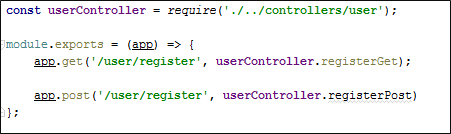 const userController = require('./../controllers/user');
module.exports = (app) => {
    app.get('/user/register', userController.registerGet);
    app.post('/user/register', userController.registerPost)
};